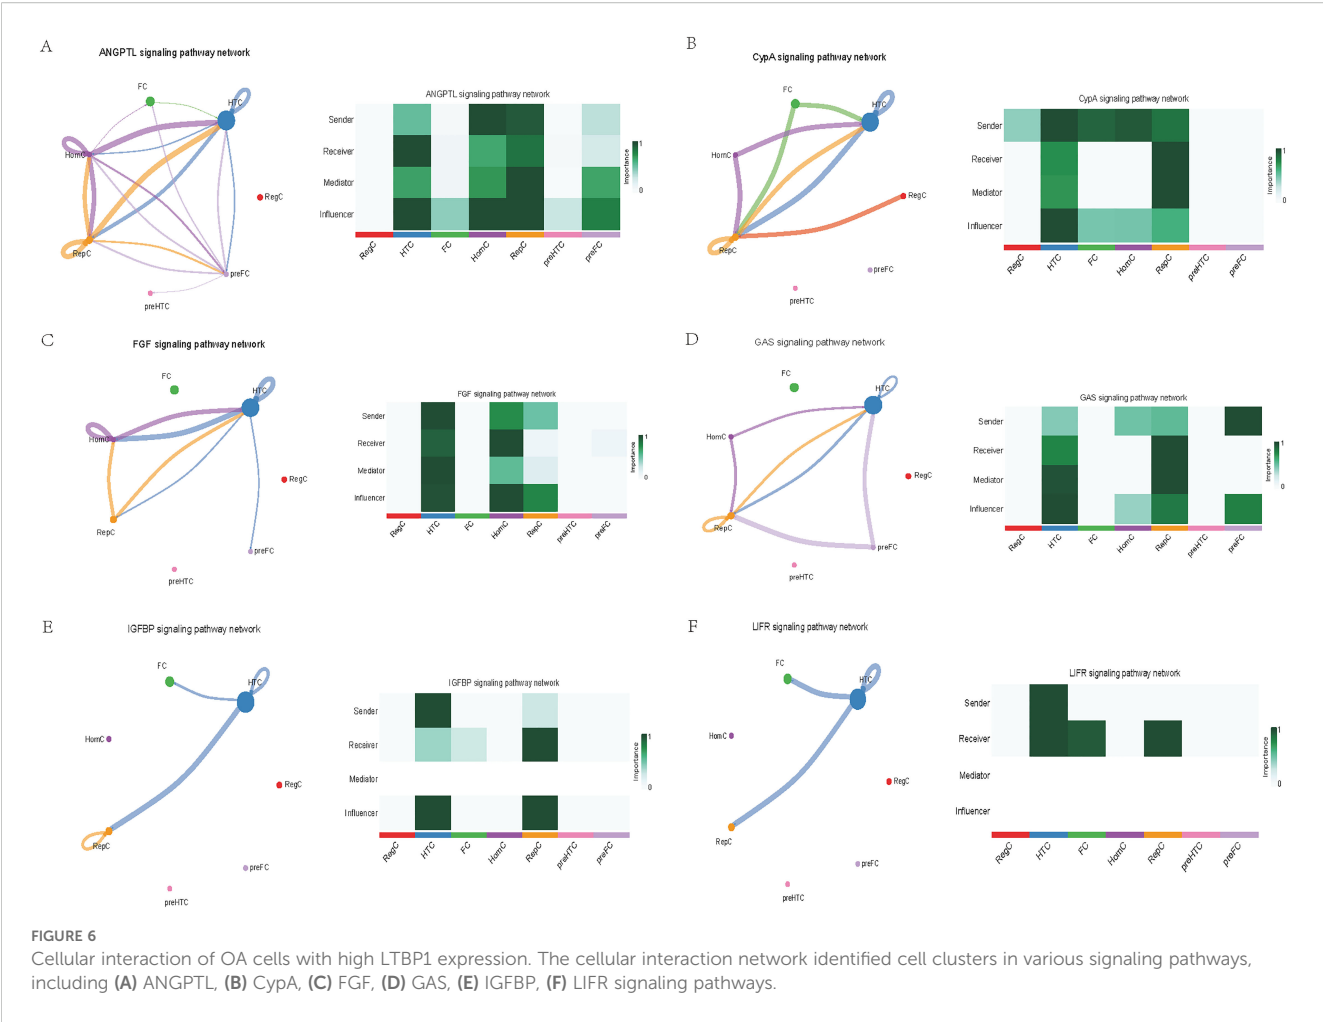 A
ANGPTL signaling pathway network
FC
HTC
HomC
RegC
RepC
preFC
preHTC
ANGPTL signaling pathway network
Sender
Receiver
Mediator
Influencer
RegC
HTC
FC
HomC
RepC
preHTC
preFC
Importance
1
0
B
CypA signaling pathway network
FC
HTC
HomC
RegC
RepC
preFC
preHTC
CypA signaling pathway network
Sender
Receiver
Mediator
Influencer
RegC
HTC
FC
HomC
RepC
preHTC
preFC
Importance
1
0
C
FGF signaling pathway network
FC
HTC
HomC
RegC
RepC
preFC
preHTC
FGF signaling pathway network
Sender
Receiver
Mediator
Influencer
RegC
HTC
FC
HomC
RepC
preHTC
preFC
Importance
1
0
D
GAS signaling pathway network
FC
HTC
HomC
RegC
RepC
preFC
preHTC
GAS signaling pathway network
Sender
Receiver
Mediator
Influencer
RegC
HTC
FC
HomC
RepC
preHTC
preFC
Importance
1
0
E
IGFBP signaling pathway network
FC
HTC
HomC
RegC
RepC
preFC
preHTC
IGFBP signaling pathway network
Sender
Receiver
Mediator
Influencer
RegC
HTC
FC
HomC
RepC
preHTC
preFC
Importance
1
0
F
LIFR signaling pathway network
FC
HTC
HomC
RegC
RepC
preFC
preHTC
LIFR signaling pathway network
Sender
Receiver
Mediator
Influencer
RegC
HTC
FC
HomC
RepC
preHTC
preFC
Importance
1
0
FIGURE 6
Cellular interaction of OA cells with high LTBP1 expression. The cellular interaction network identified cell clusters in various signaling pathways,
including (A) ANGPTL, (B) CypA, (C) FGF, (D) GAS, (E) IGFBP, (F) LIFR signaling pathways.